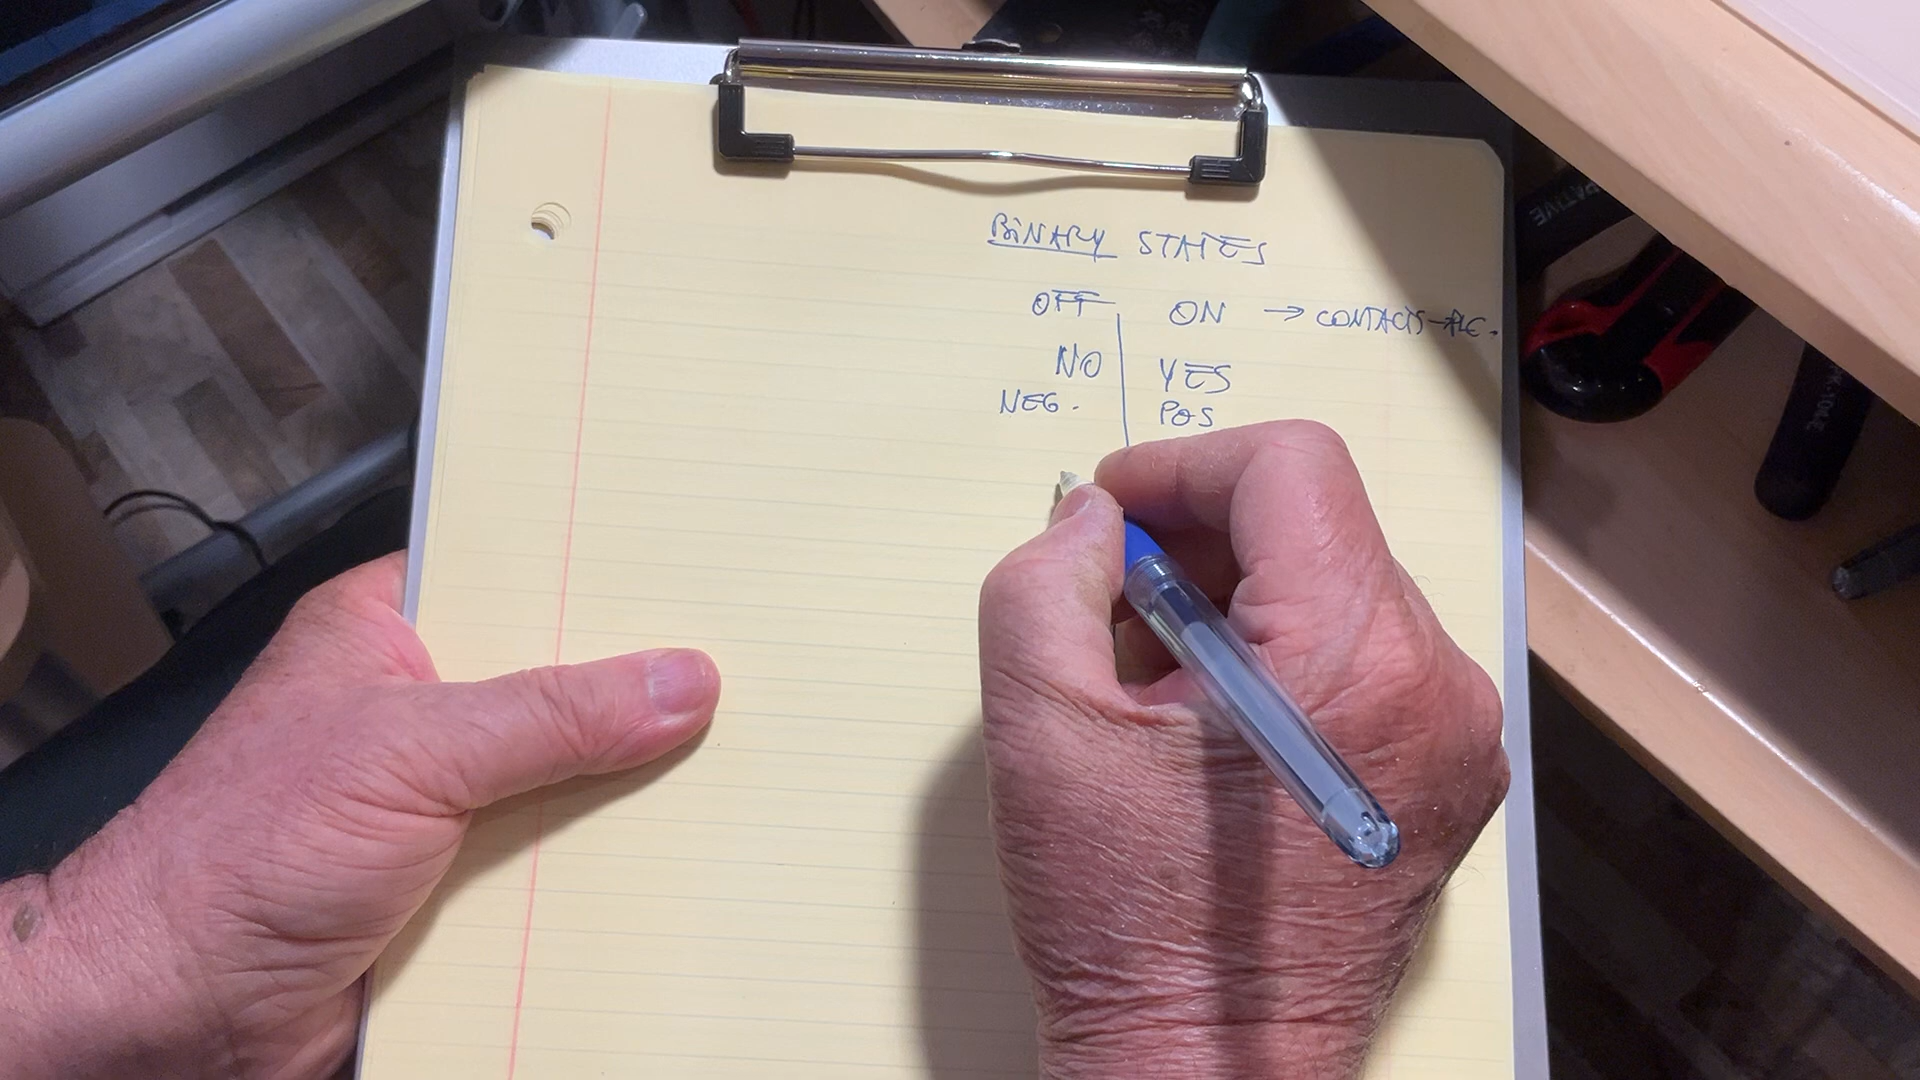 BINARY STATES
OFF ON → CONTACTS
NO YES
NEG. POS